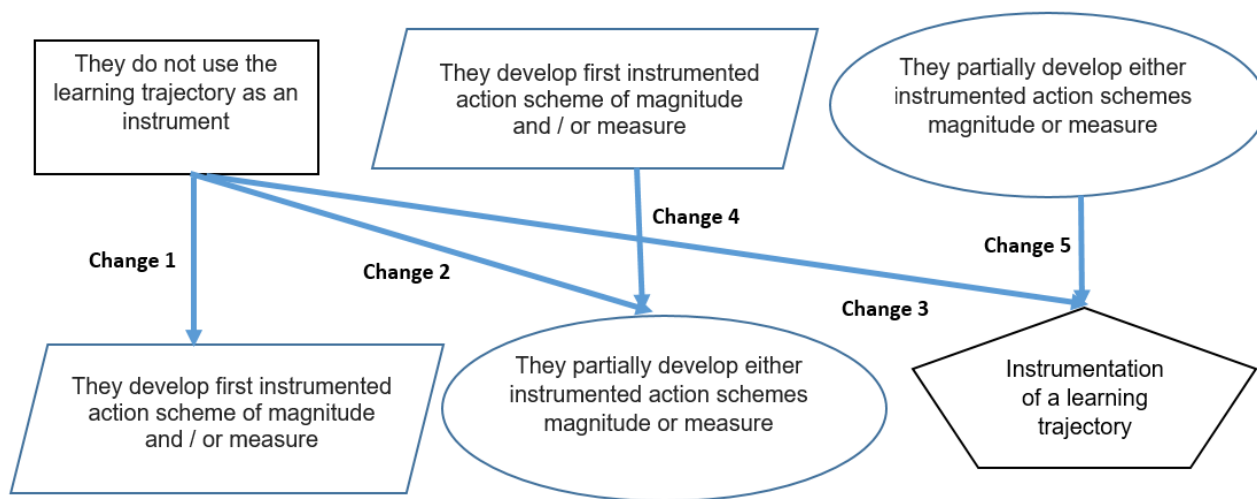 They do not use the
learning trajectory as an
instrument
They develop first instrumented
action scheme of magnitude
and / or measure
They partially develop either
instrumented action schemes
magnitude or measure
Change 1
Change 2
Change 4
Change 3
Change 5
They develop first instrumented
action scheme of magnitude
and / or measure
They partially develop either
instrumented action schemes
magnitude or measure
Instrumentation
of a learning
trajectory